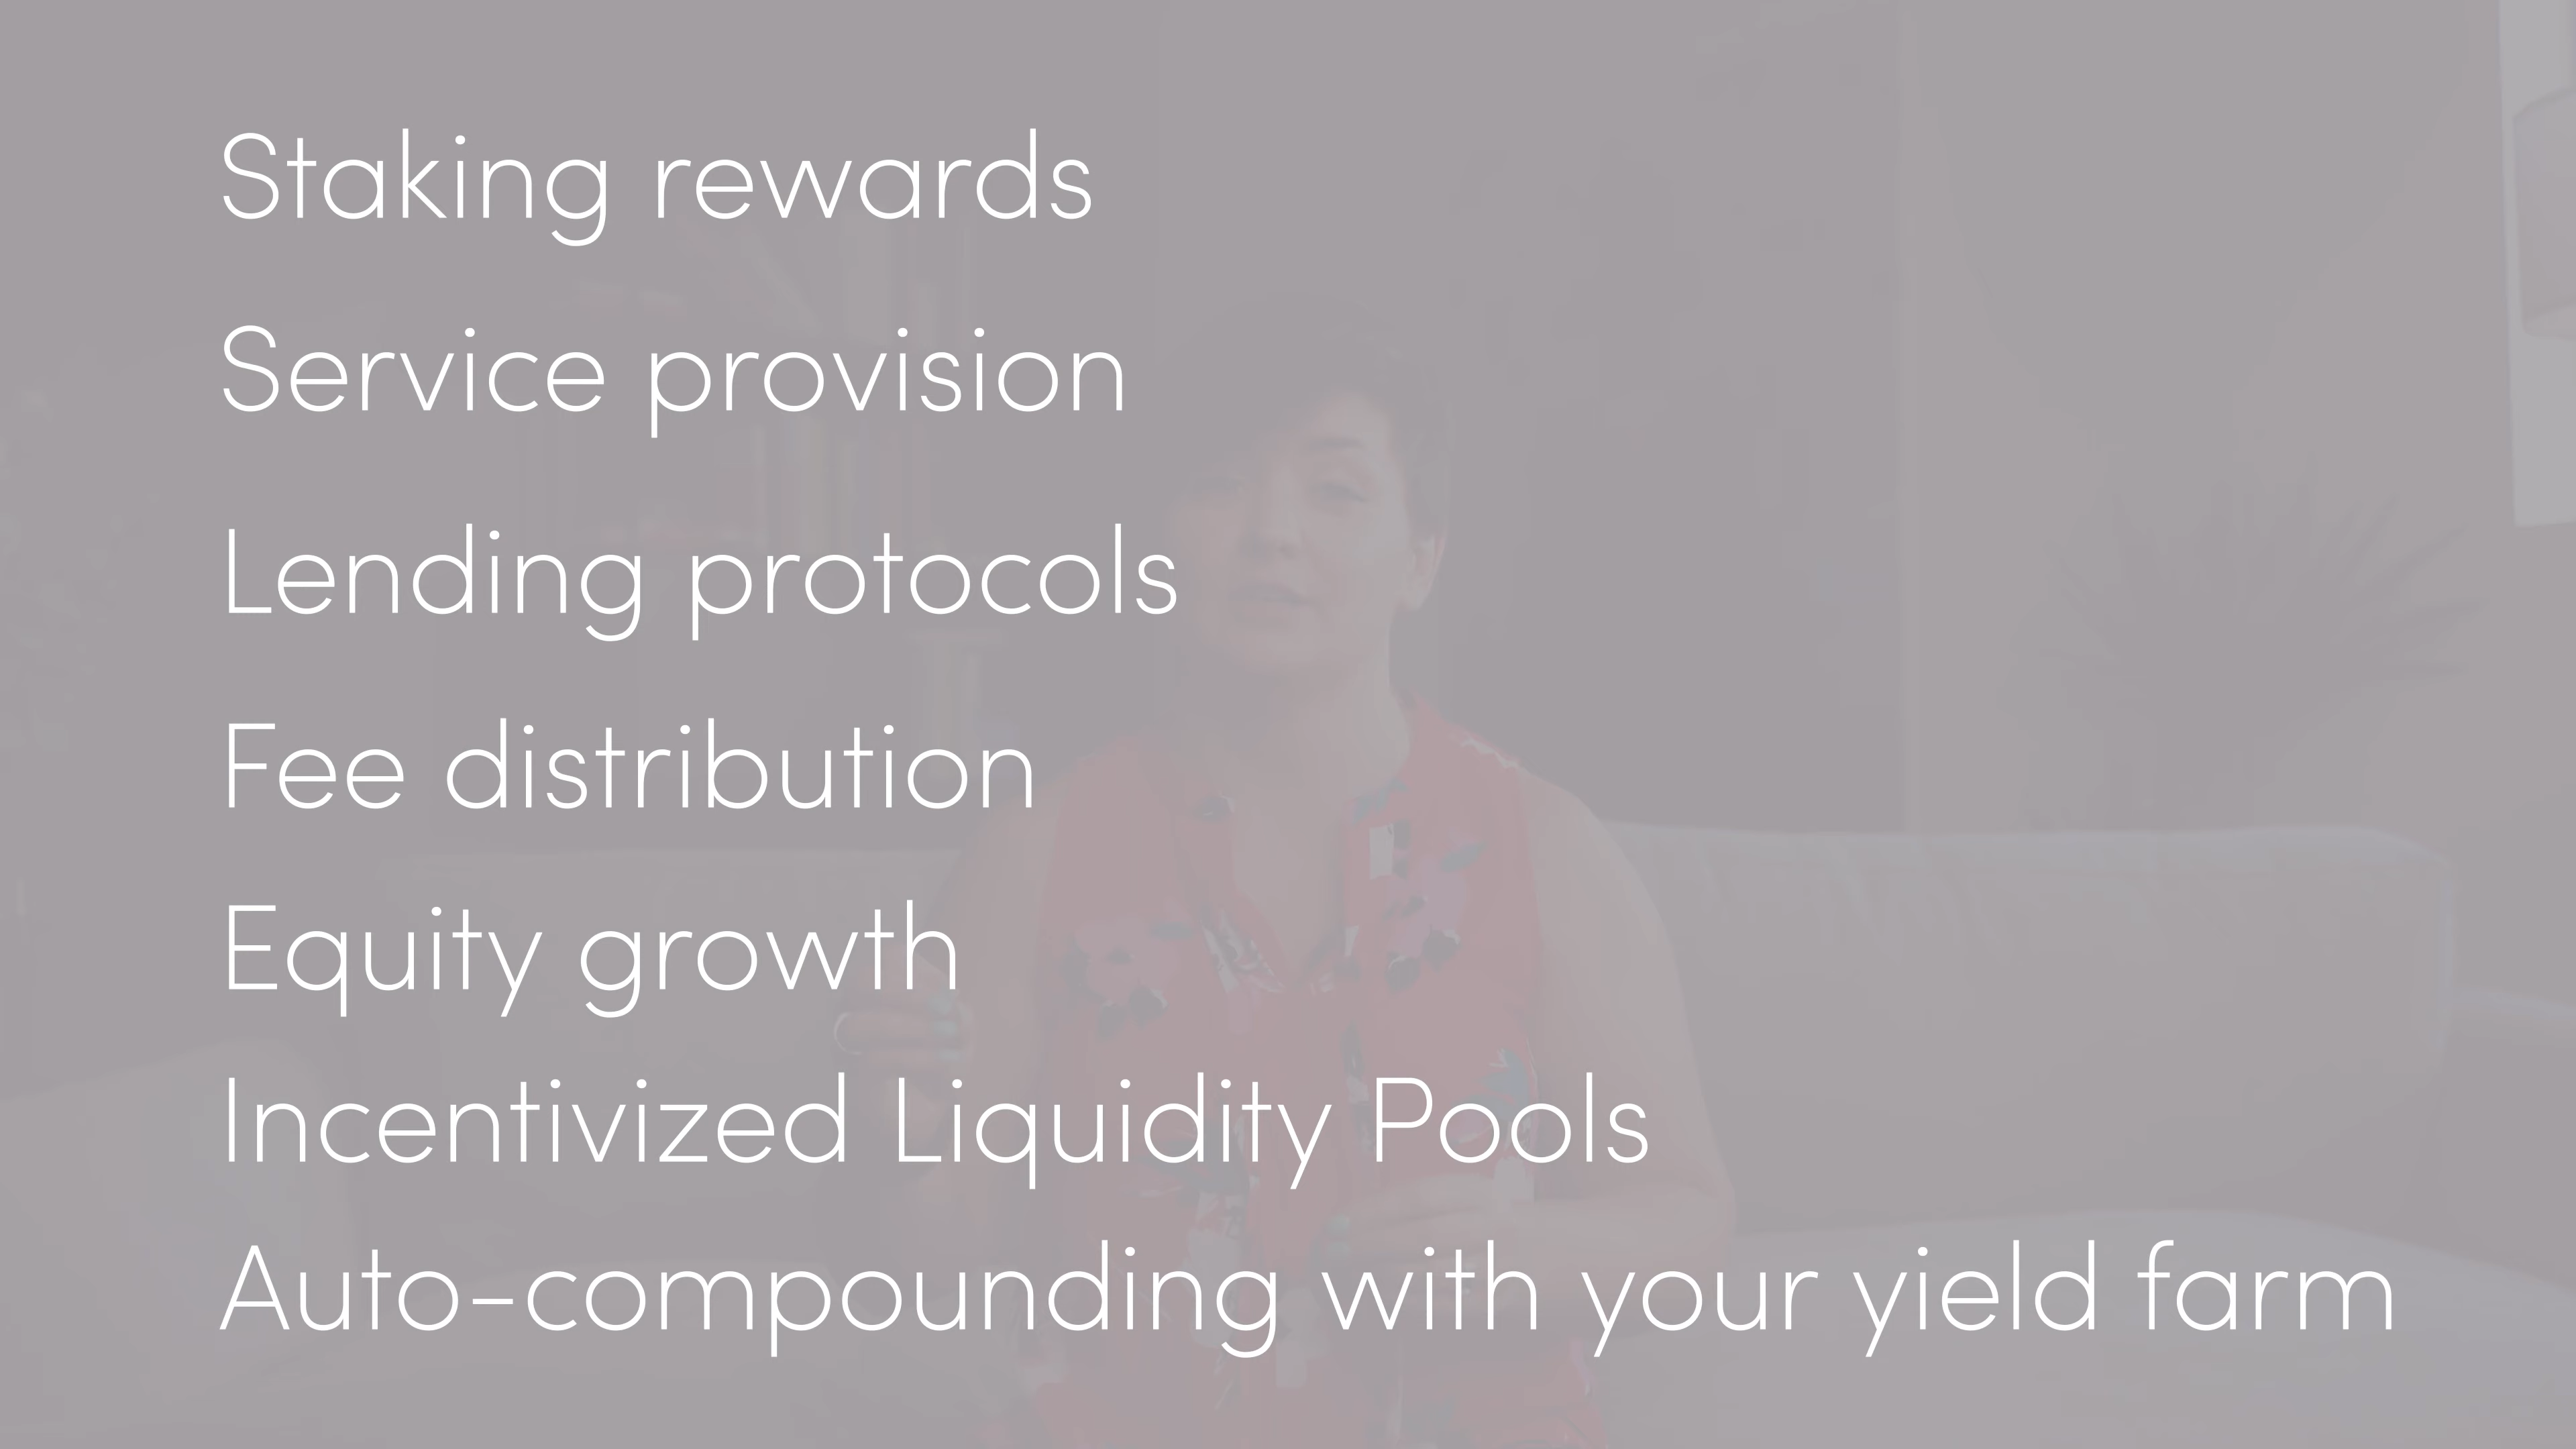 Staking rewards
Service provision
Lending protocols
Fee distribution
Equity growth
Incentivized Liquidity Pools
Auto-compounding with your yield farm